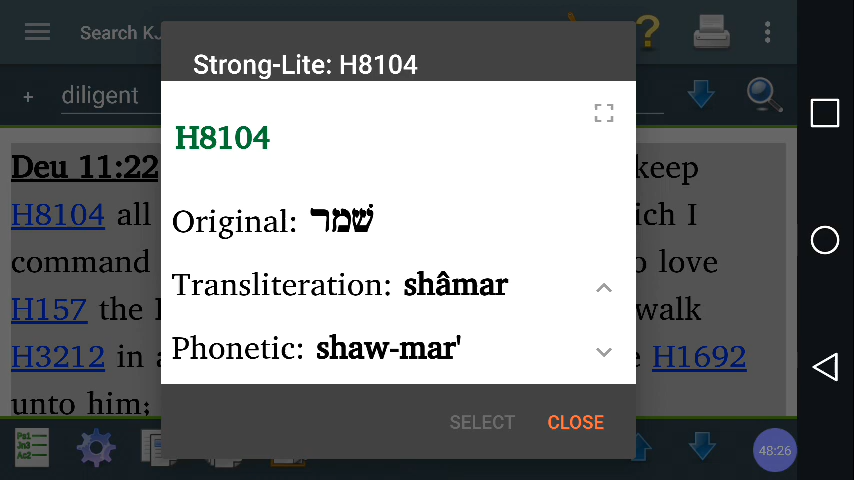 Search KJ
Strong-Lite: H8104
+ diligent
H8104
Original: שׁמר
Transliteration: shâmar
Phonetic: shaw-mar'
SELECT CLOSE
Deu 11:22 keep
H8104 all ich I
command o love
H157 the walk
H3212 in H1692
unto him;
48:26